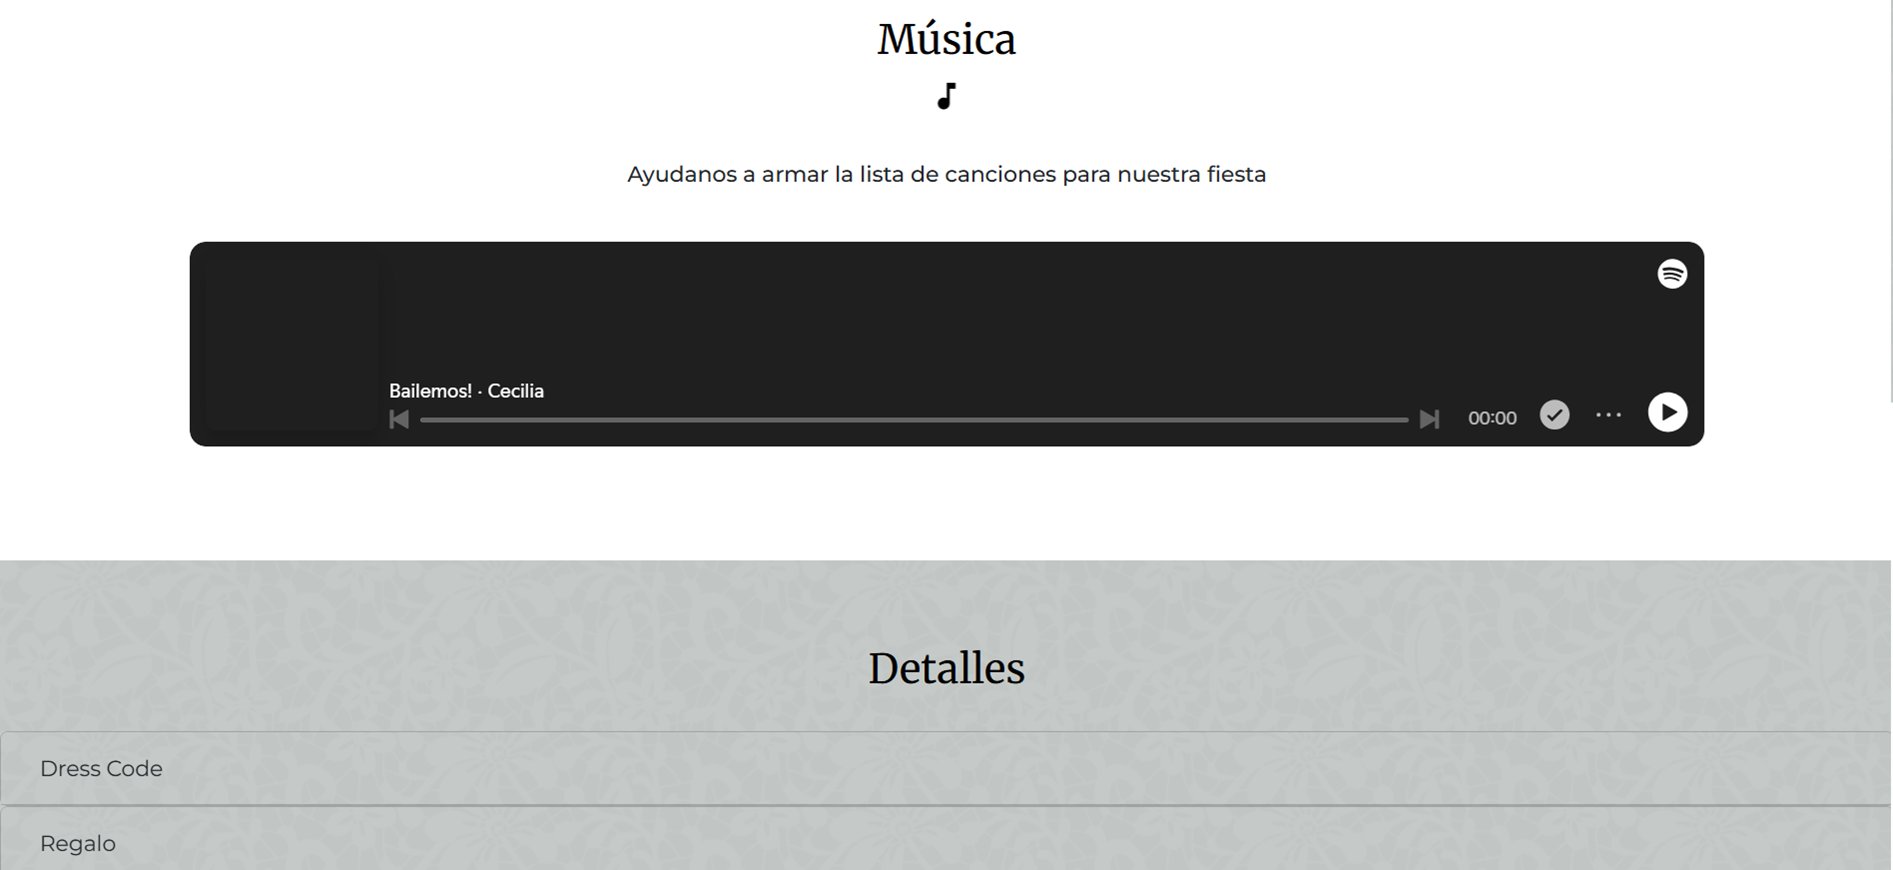 Música
Ayudanos a armar la lista de canciones para nuestra fiesta
Bailemos! · Cecilia
00:00
Detalles
Dress Code
Regalo